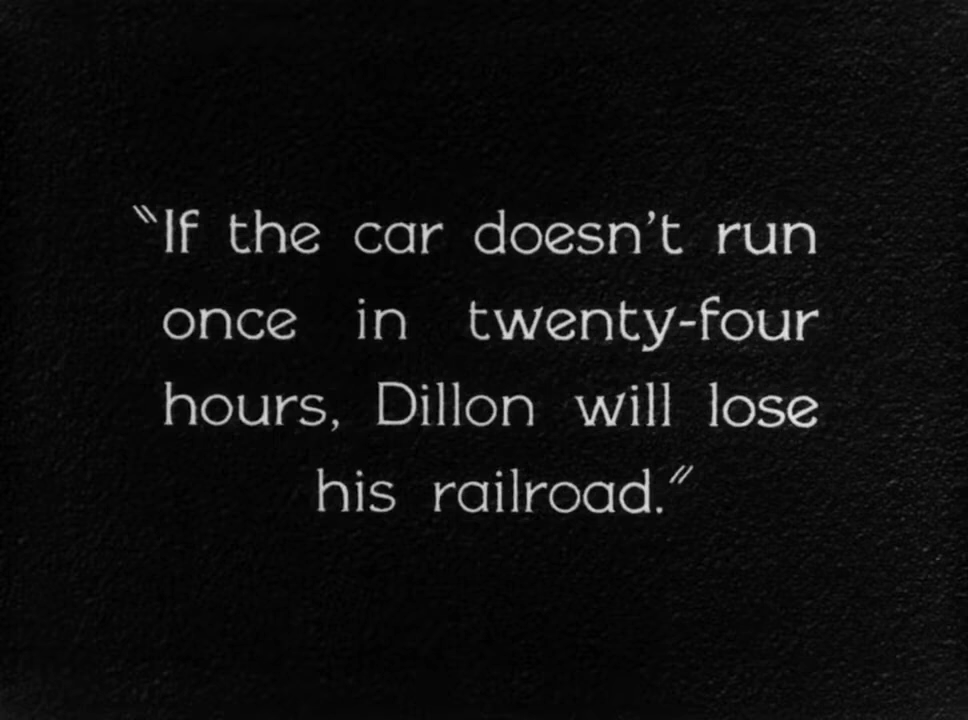 "If the car doesn't run
once in twenty-four
hours, Dillon will lose
his railroad."